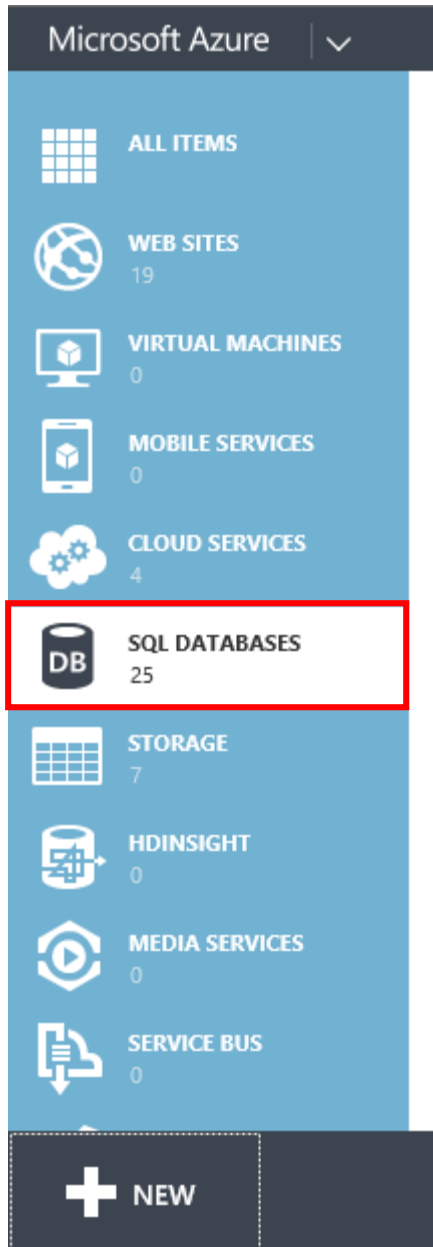 Microsoft Azure
ALL ITEMS
WEB SITES
19
VIRTUAL MACHINES
0
MOBILE SERVICES
0
CLOUD SERVICES
4
DB
SQL DATABASES
25
STORAGE
7
HDINSIGHT
0
MEDIA SERVICES
0
SERVICE BUS
0
NEW